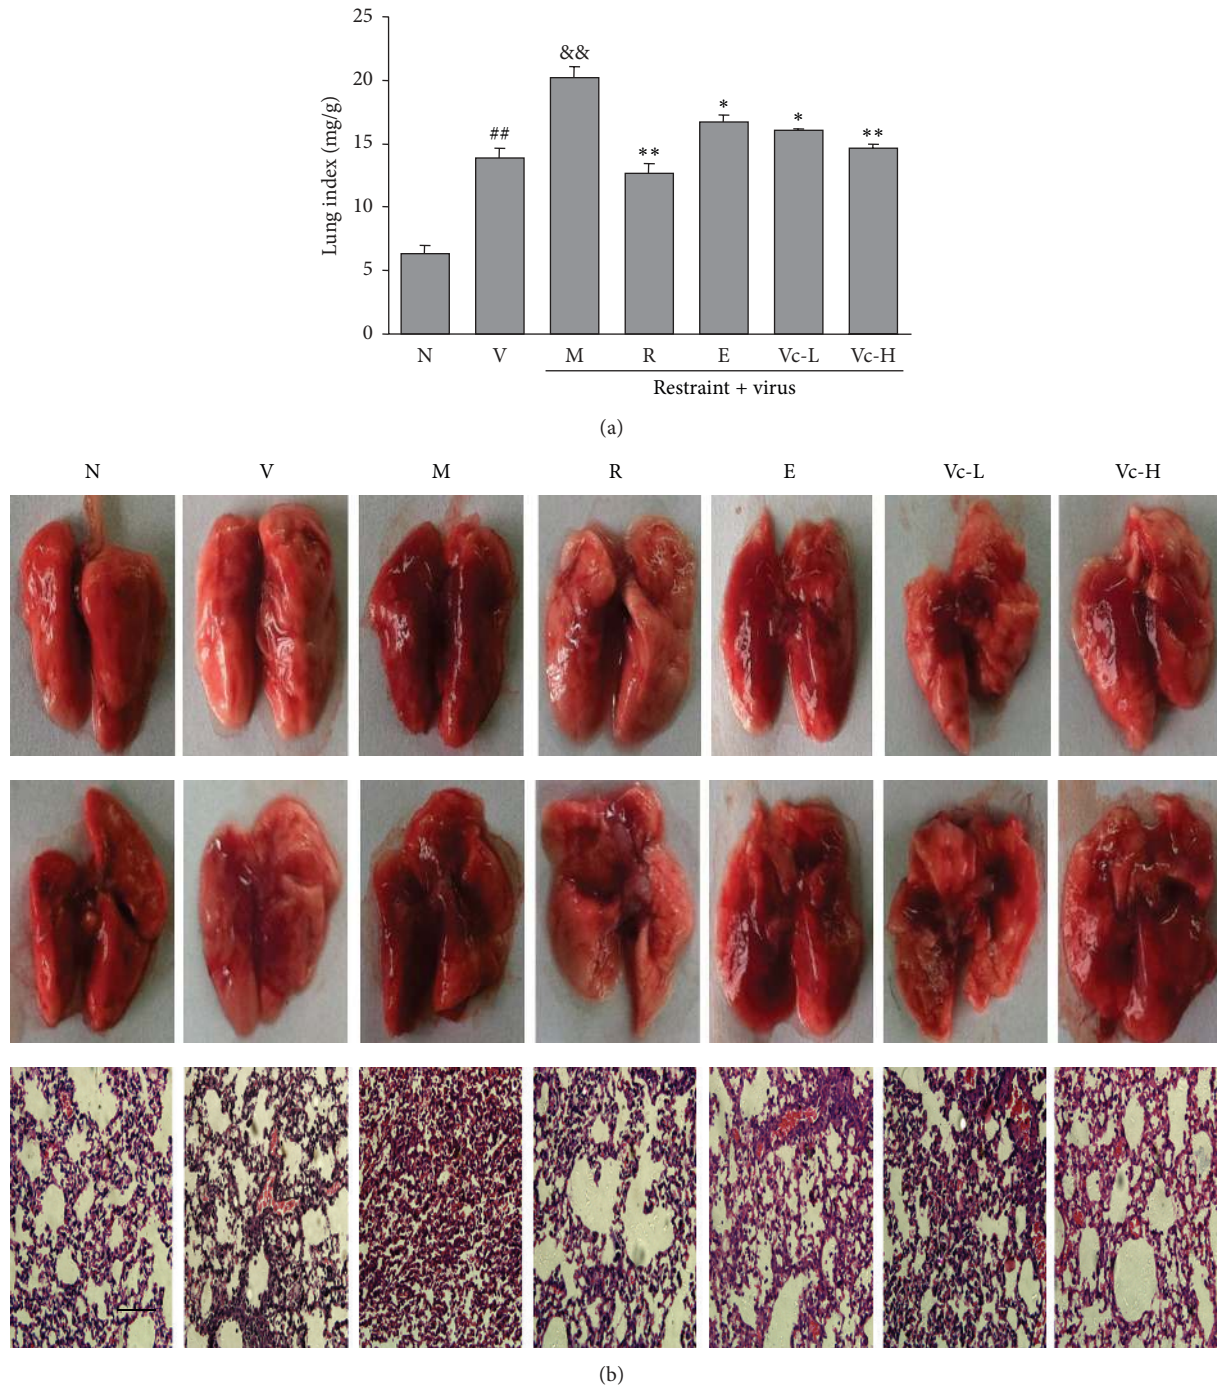 25
20
15
10
5
0
Lung index (mg/g)
##
&&
**
*
*
**
N V M R E Vc-L Vc-H
Restraint + virus
(a)
N V M R E Vc-L Vc-H
(b)